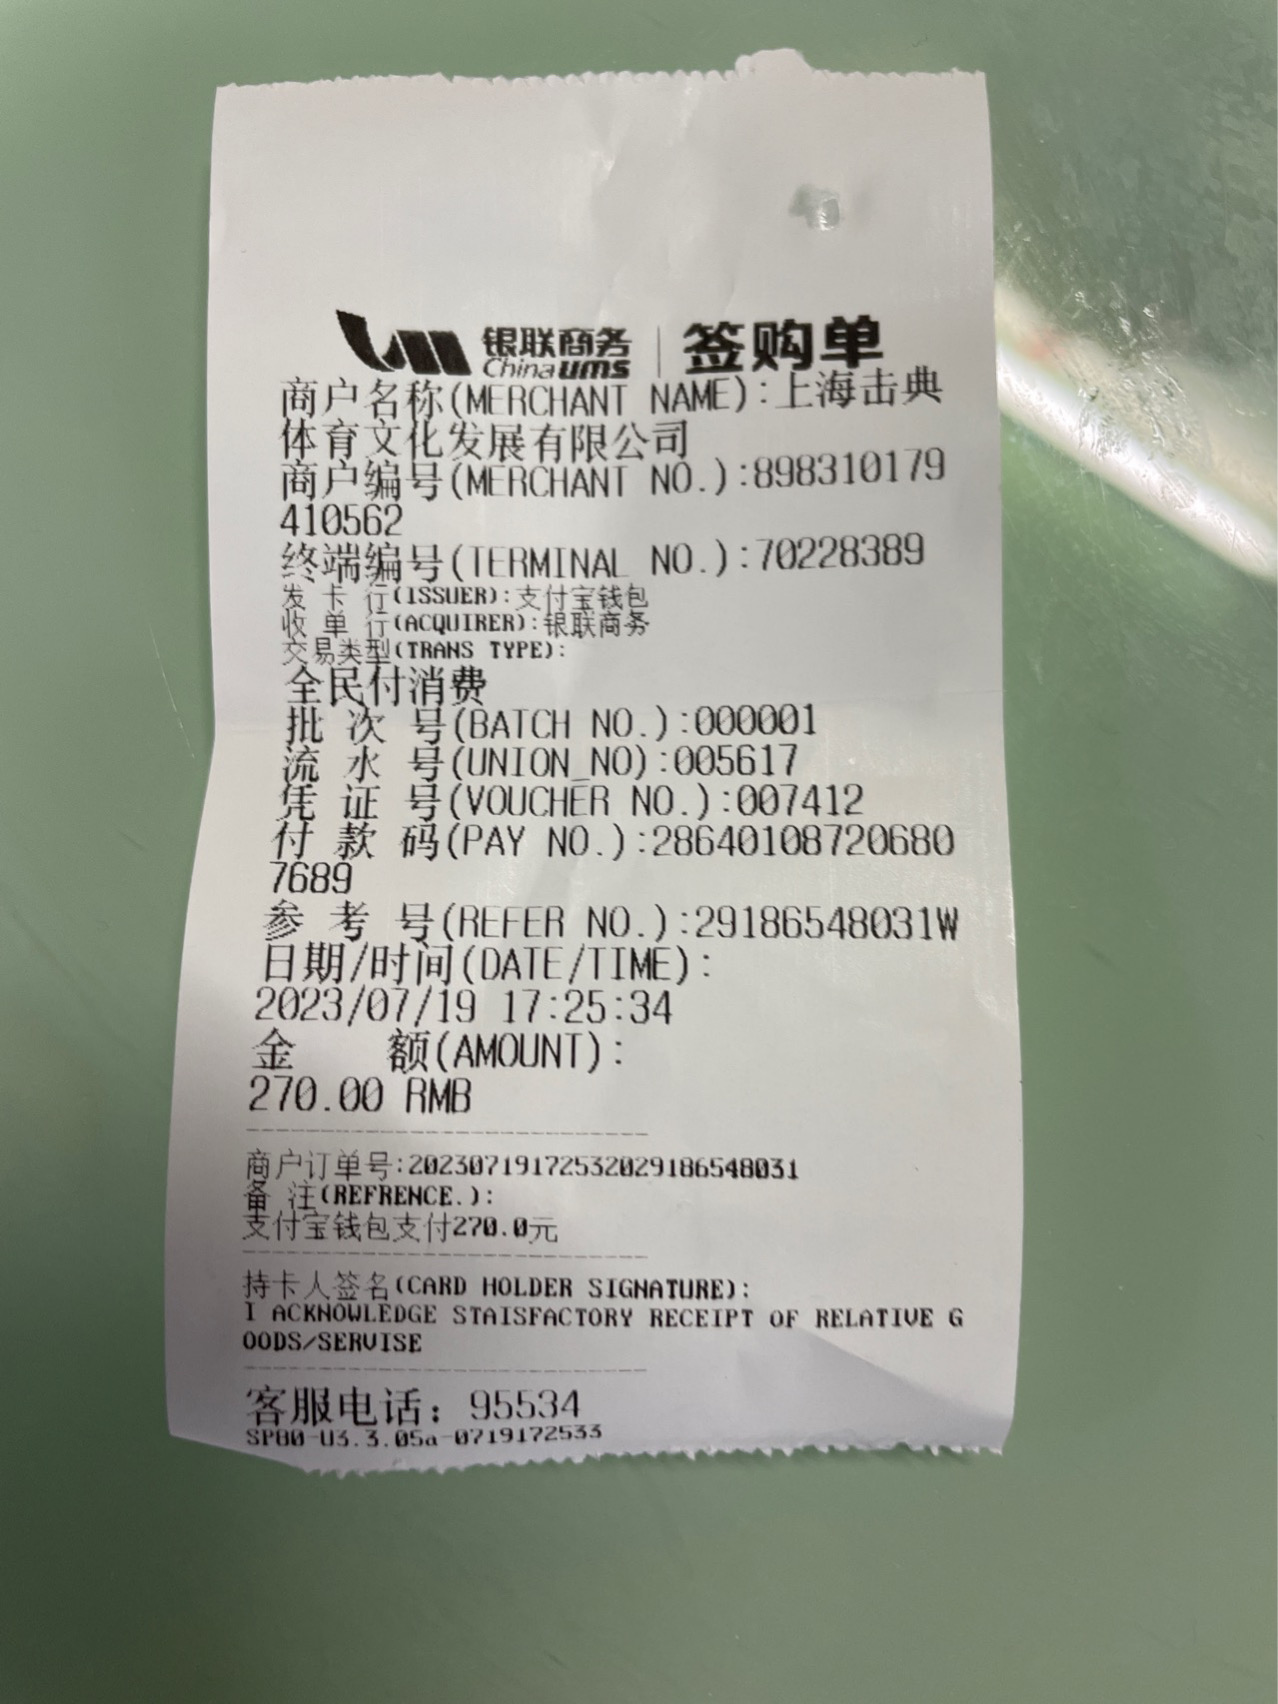 银联商务 China ums | 签购单
商户名称(MERCHANT NAME):上海击典
体育文化发展有限公司
商户编号(MERCHANT NO.):898310179
410562
终端编号(TERMINAL NO.):70228389
发 卡 行(ISSUER):支付宝钱包
收 单 行(ACQUIRER):银联商务
交易类型(TRANS TYPE):
全民付消费
批 次 号(BATCH NO.):000001
流 水 号(UNION_NO):005617
凭 证 号(VOUCHER NO.):007412
付 款 码(PAY NO.):28640108720680
7689
参 考 号(REFER NO.):29186548031W
日期/时间(DATE/TIME):
2023/07/19 17:25:34
金 额(AMOUNT):
270.00 RMB
商户订单号:20230719172532029186548031
备 注(REFRENCE.):
支付宝钱包支付270.0元
持卡人签名(CARD HOLDER SIGNATURE):
I ACKNOWLEDGE STAISFACTORY RECEIPT OF RELATIVE G
OODS/SERVISE
客服电话：95534
SP80-U3.3.05a-0719172533